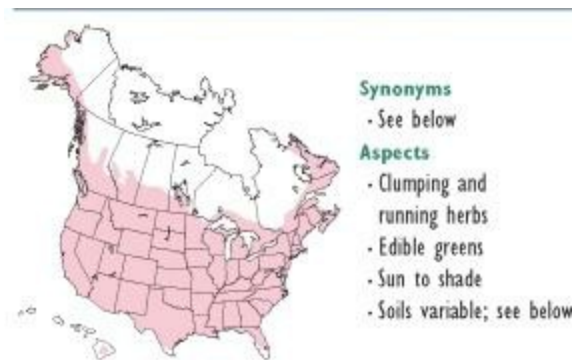 Synonyms
- See below
Aspects
- Clumping and
running herbs
- Edible greens
- Sun to shade
- Soils variable; see below